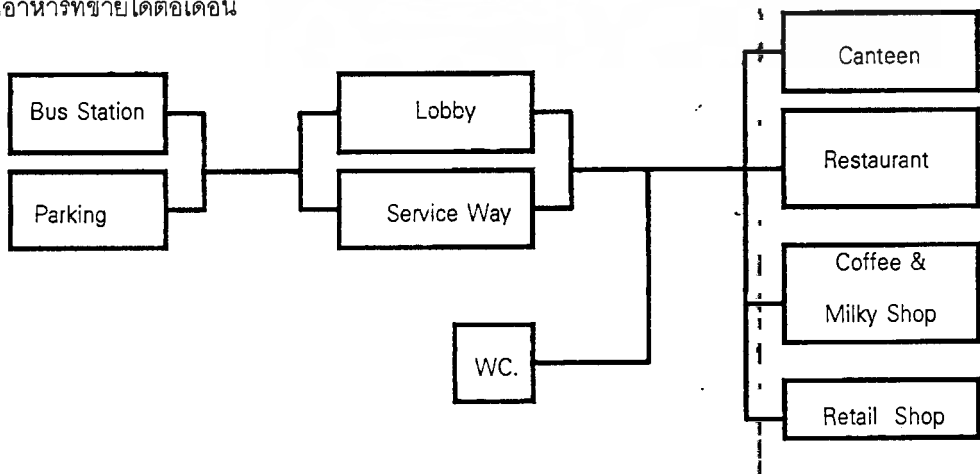 อาหารที่ขายได้ต่อเดือน
Bus Station
Parking
Lobby
Service Way
WC.
Canteen
Restaurant
Coffee &
Milky Shop
Retail Shop